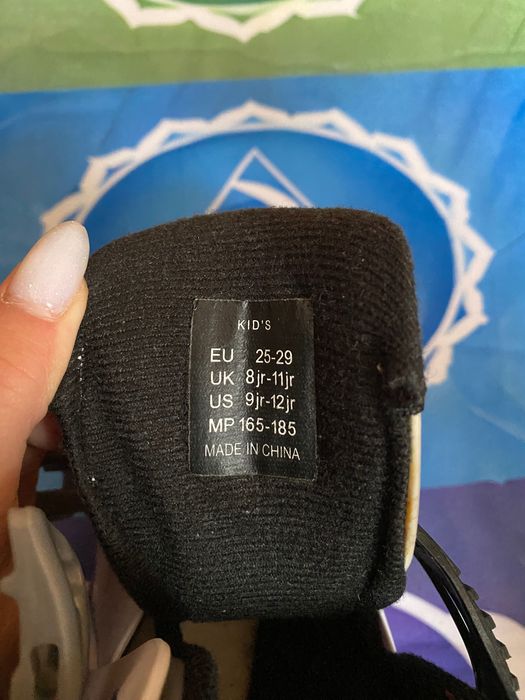 KID'S
EU 25-29
UK 8jr-11jr
US 9jr-12jr
MP 165-185
MADE IN CHINA